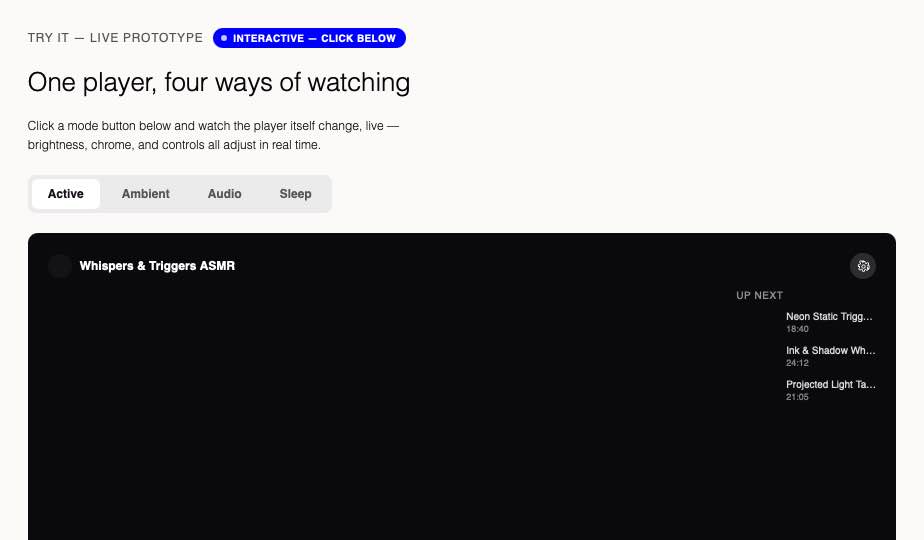 TRY IT — LIVE PROTOTYPE
INTERACTIVE — CLICK BELOW
One player, four ways of watching
Click a mode button below and watch the player itself change, live —
brightness, chrome, and controls all adjust in real time.
Active
Ambient
Audio
Sleep
Whispers & Triggers ASMR
UP NEXT
Neon Static Trigg...
18:40
Ink & Shadow Wh...
24:12
Projected Light Ta...
21:05